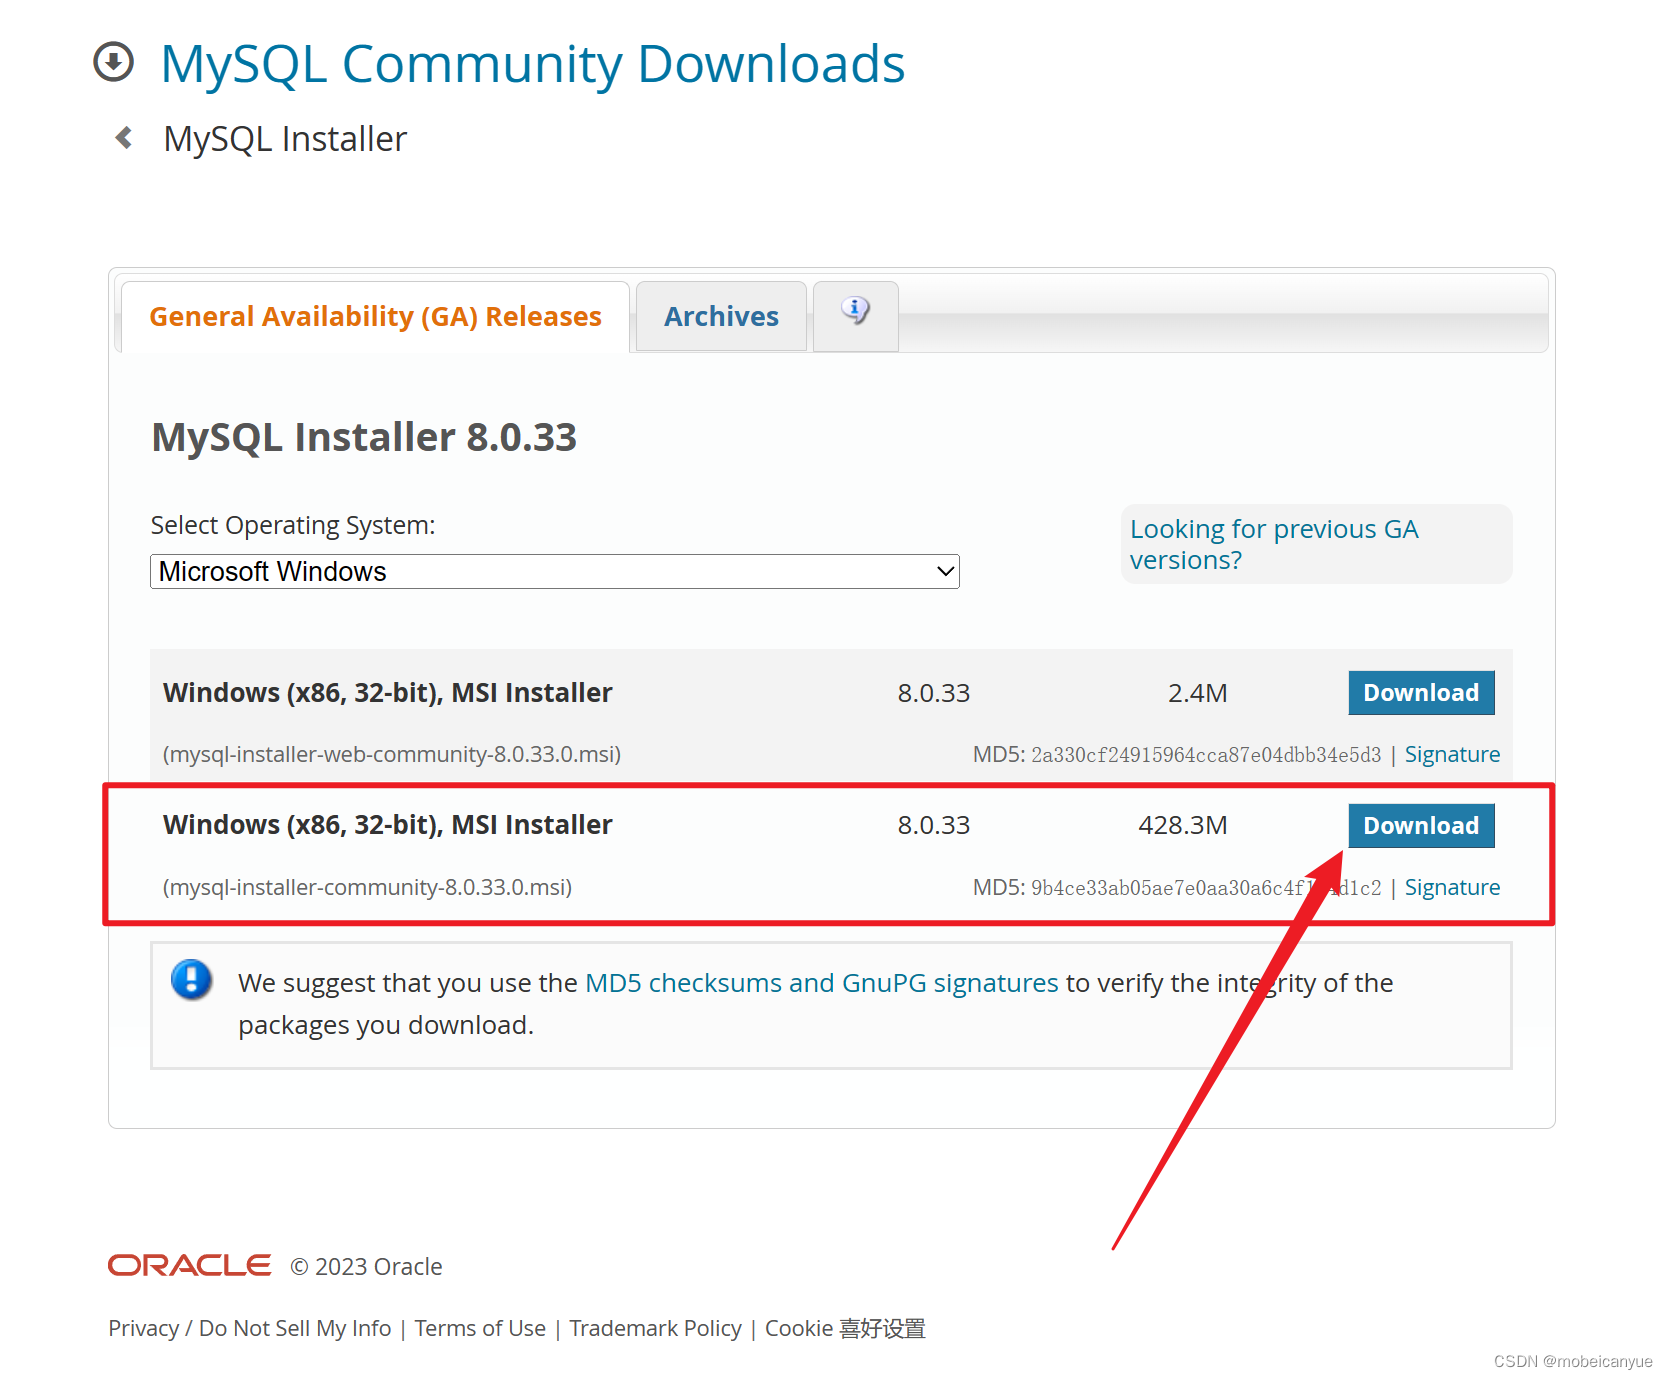 MySQL Community Downloads
MySQL Installer
General Availability (GA) Releases
Archives
MySQL Installer 8.0.33
Select Operating System:
Microsoft Windows
Looking for previous GA
versions?
Windows (x86, 32-bit), MSI Installer 8.0.33 2.4M Download
(mysql-installer-web-community-8.0.33.0.msi) MD5: 2a330cf24915964cca87e04dbb34e5d3 | Signature
Windows (x86, 32-bit), MSI Installer 8.0.33 428.3M Download
(mysql-installer-community-8.0.33.0.msi) MD5: | Signature
We suggest that you use the MD5 checksums and GnuPG signatures to verify the integrity of the
packages you download.
ORACLE © 2023 Oracle
Privacy / Do Not Sell My Info | Terms of Use | Trademark Policy | Cookie 喜好设置
CSDN @mobeicanyue